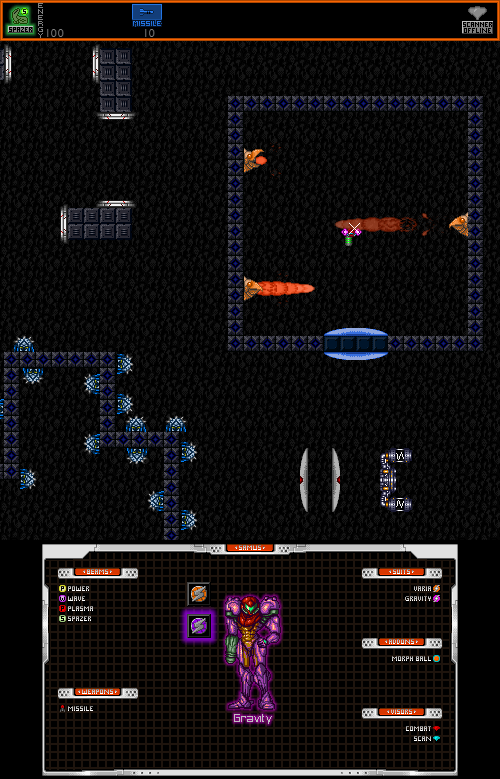 S
SPAZER
ENERGY
100
MISSILE
10
SCANNER
OFFLINE
SAMUS
BEAMS
P POWER
WAVE
PLASMA
S SPAZER
WEAPONS
MISSILE
Gravity
SUITS
VARIA
GRAVITY
ADDONS
MORPH BALL
VISORS
COMBAT
SCAN